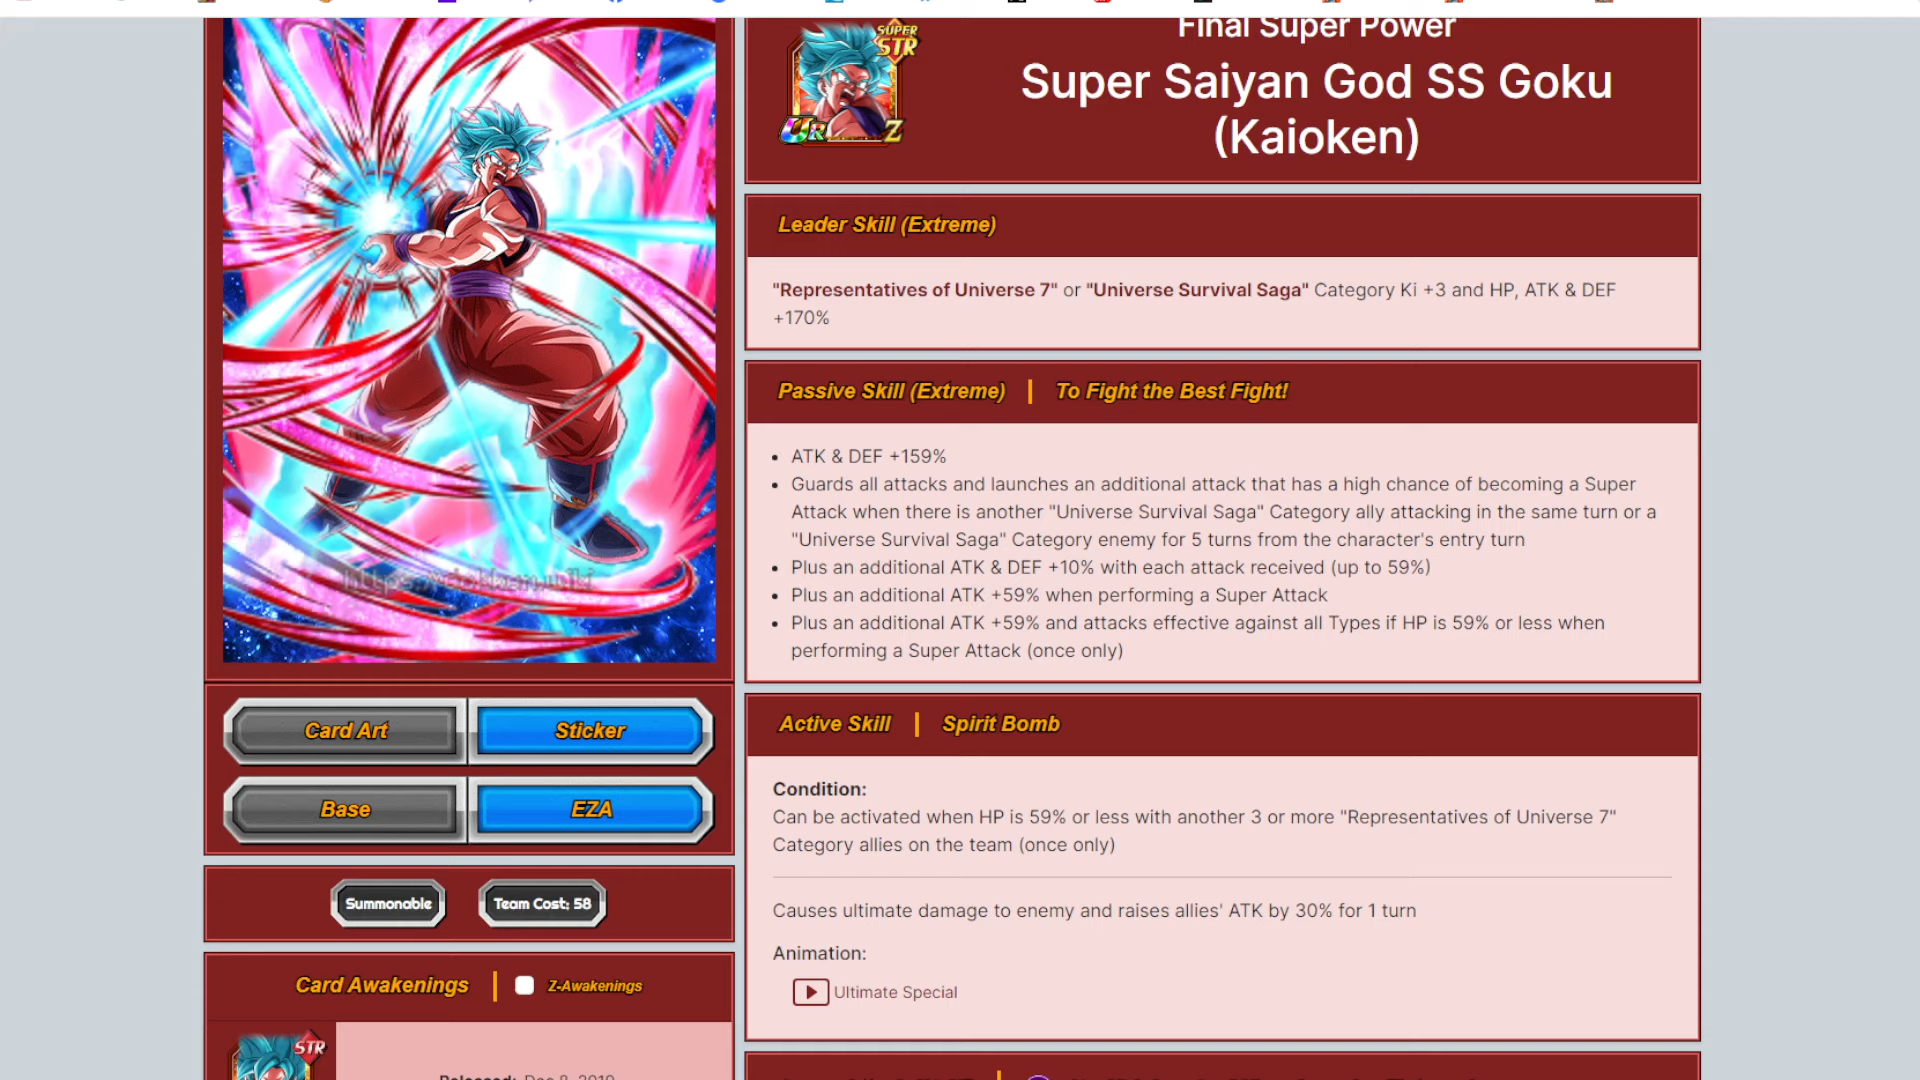 Final Super Power
SUPER
STR
UR
Z
Super Saiyan God SS Goku
(Kaioken)
Leader Skill (Extreme)
"Representatives of Universe 7" or "Universe Survival Saga" Category Ki +3 and HP, ATK & DEF
+170%
Passive Skill (Extreme) | To Fight the Best Fight!
• ATK & DEF +159%
• Guards all attacks and launches an additional attack that has a high chance of becoming a Super
Attack when there is another "Universe Survival Saga" Category ally attacking in the same turn or a
"Universe Survival Saga" Category enemy for 5 turns from the character's entry turn
• Plus an additional ATK & DEF +10% with each attack received (up to 59%)
• Plus an additional ATK +59% when performing a Super Attack
• Plus an additional ATK +59% and attacks effective against all Types if HP is 59% or less when
performing a Super Attack (once only)
Active Skill | Spirit Bomb
Condition:
Can be activated when HP is 59% or less with another 3 or more "Representatives of Universe 7"
Category allies on the team (once only)
Causes ultimate damage to enemy and raises allies' ATK by 30% for 1 turn
Animation:
Ultimate Special
Card Art
Sticker
Base
EZA
Summonable
Team Cost: 58
Card Awakenings | Z-Awakenings
STR